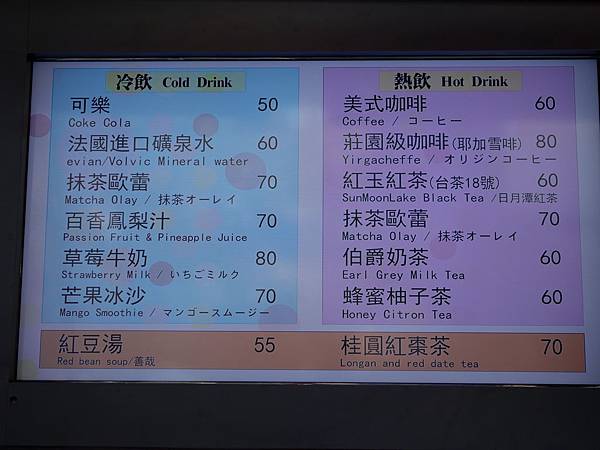 冷飲 Cold Drink
可樂 50
Coke Cola
法國進口礦泉水 60
evian/Volvic Mineral water
抹茶歐蕾 70
Matcha Olay / 抹茶オーレイ
百香鳳梨汁 70
Passion Fruit & Pineapple Juice
草莓牛奶 80
Strawberry Milk / いちごミルク
芒果冰沙 70
Mango Smoothie / マンゴースムージー
熱飲 Hot Drink
美式咖啡 60
Coffee / コーヒー
莊園級咖啡(耶加雪啡) 80
Yirgacheffe / オリジンコーヒー
紅玉紅茶(台茶18號) 60
SunMoonLake Black Tea /日月潭紅茶
抹茶歐蕾 70
Matcha Olay / 抹茶オーレイ
伯爵奶茶 60
Earl Grey Milk Tea
蜂蜜柚子茶 60
Honey Citron Tea
紅豆湯 55
Red bean soup/善哉
桂圓紅棗茶 70
Longan and red date tea